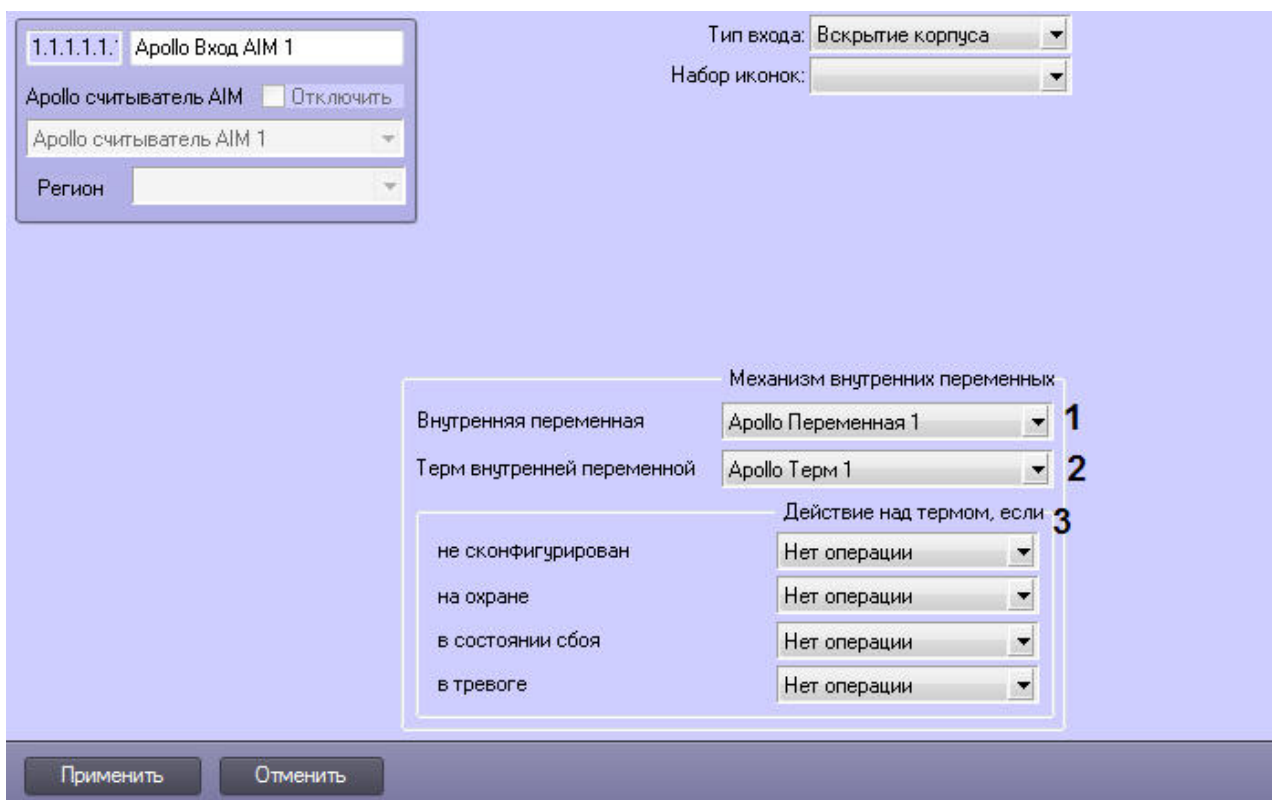 1.1.1.1.1. Apollo Вход AIM 1
Apollo считыватель AIM Отключить
Apollo считыватель AIM 1
Регион
Тип входа: Вскрытие корпуса
Набор иконок:
Механизм внутренних переменных
Внутренняя переменная Apollo Переменная 1 1
Терм внутренней переменной Apollo Терм 1 2
Действие над термом, если 3
не сконфигурирован Нет операции
на охране Нет операции
в состоянии сбоя Нет операции
в тревоге Нет операции
Применить Отменить